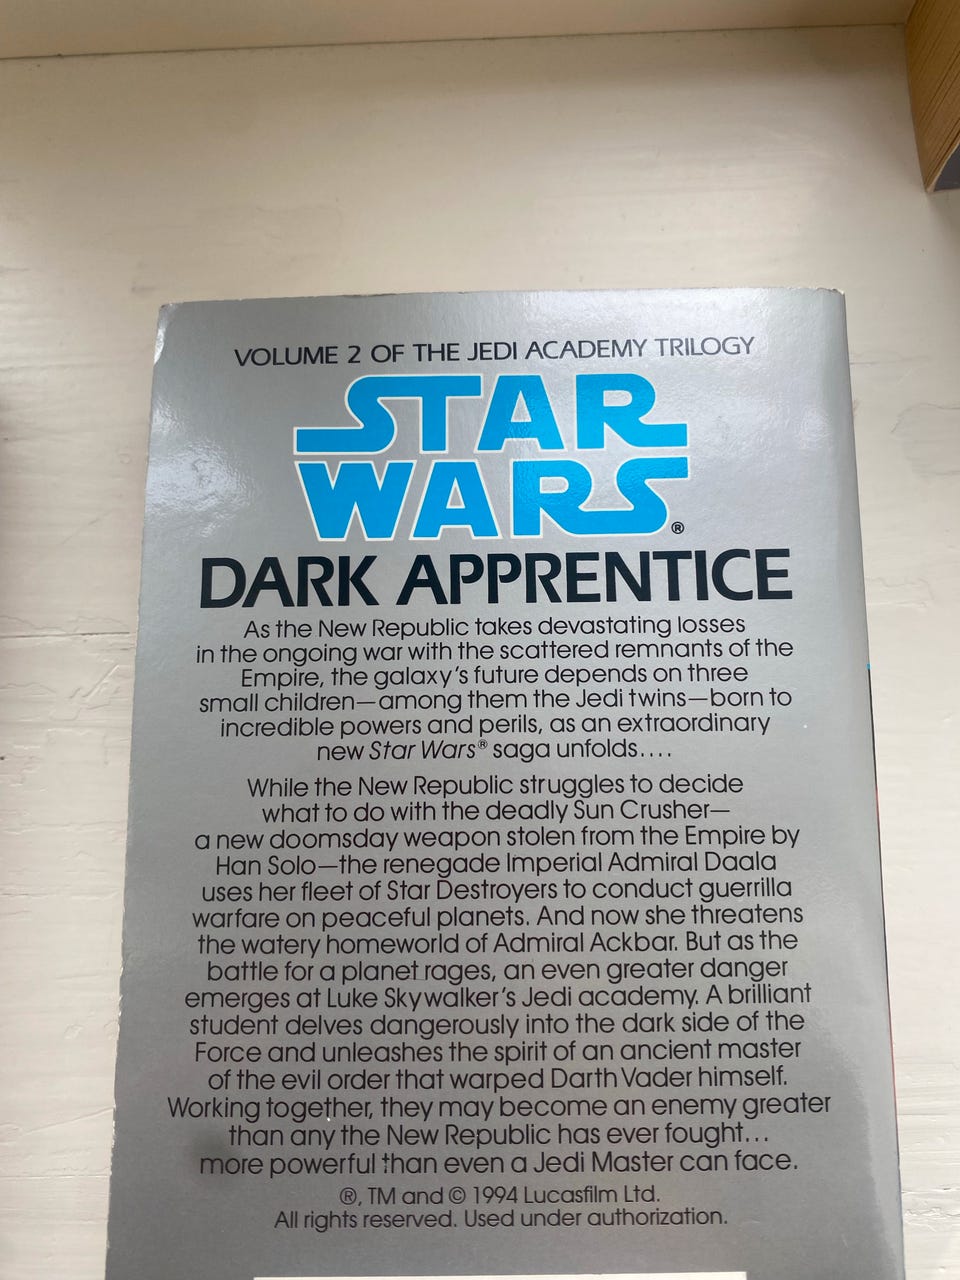 VOLUME 2 OF THE JEDI ACADEMY TRILOGY
STAR
WARS®
DARK APPRENTICE
As the New Republic takes devastating losses
in the ongoing war with the scattered remnants of the
Empire, the galaxy's future depends on three
small children—among them the Jedi twins—born to
incredible powers and perils, as an extraordinary
new Star Wars® saga unfolds....
While the New Republic struggles to decide
what to do with the deadly Sun Crusher—
a new doomsday weapon stolen from the Empire by
Han Solo—the renegade Imperial Admiral Daala
uses her fleet of Star Destroyers to conduct guerrilla
warfare on peaceful planets. And now she threatens
the watery homeworld of Admiral Ackbar. But as the
battle for a planet rages, an even greater danger
emerges at Luke Skywalker's Jedi academy. A brilliant
student delves dangerously into the dark side of the
Force and unleashes the spirit of an ancient master
of the evil order that warped Darth Vader himself.
Working together, they may become an enemy greater
than any the New Republic has ever fought...
more powerful than even a Jedi Master can face.
®, TM and © 1994 Lucasfilm Ltd.
All rights reserved. Used under authorization.